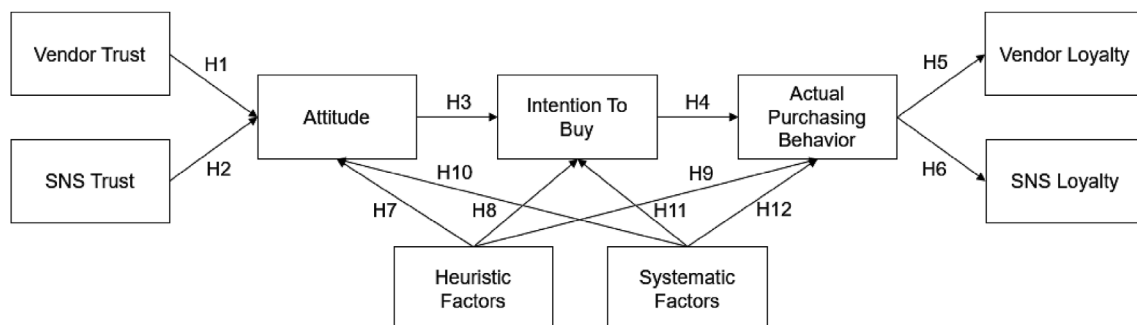 Vendor Trust
H1
SNS Trust
H2
Attitude
H3
Intention To
Buy
H4
Actual
Purchasing
Behavior
H5
Vendor Loyalty
H6
SNS Loyalty
H10
H9
H7
H8
H11
H12
Heuristic
Factors
Systematic
Factors